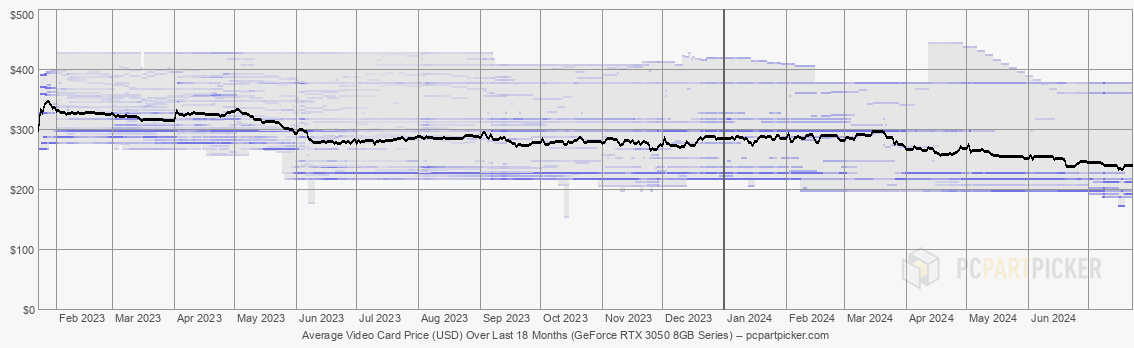 $500
$400
$300
$200
$100
$0
PCPARTPICKER
Feb 2023 Mar 2023 Apr 2023 May 2023 Jun 2023 Jul 2023 Aug 2023 Sep 2023 Oct 2023 Nov 2023 Dec 2023 Jan 2024 Feb 2024 Mar 2024 Apr 2024 May 2024 Jun 2024
Average Video Card Price (USD) Over Last 18 Months (GeForce RTX 3050 8GB Series) -- pcpartpicker.com